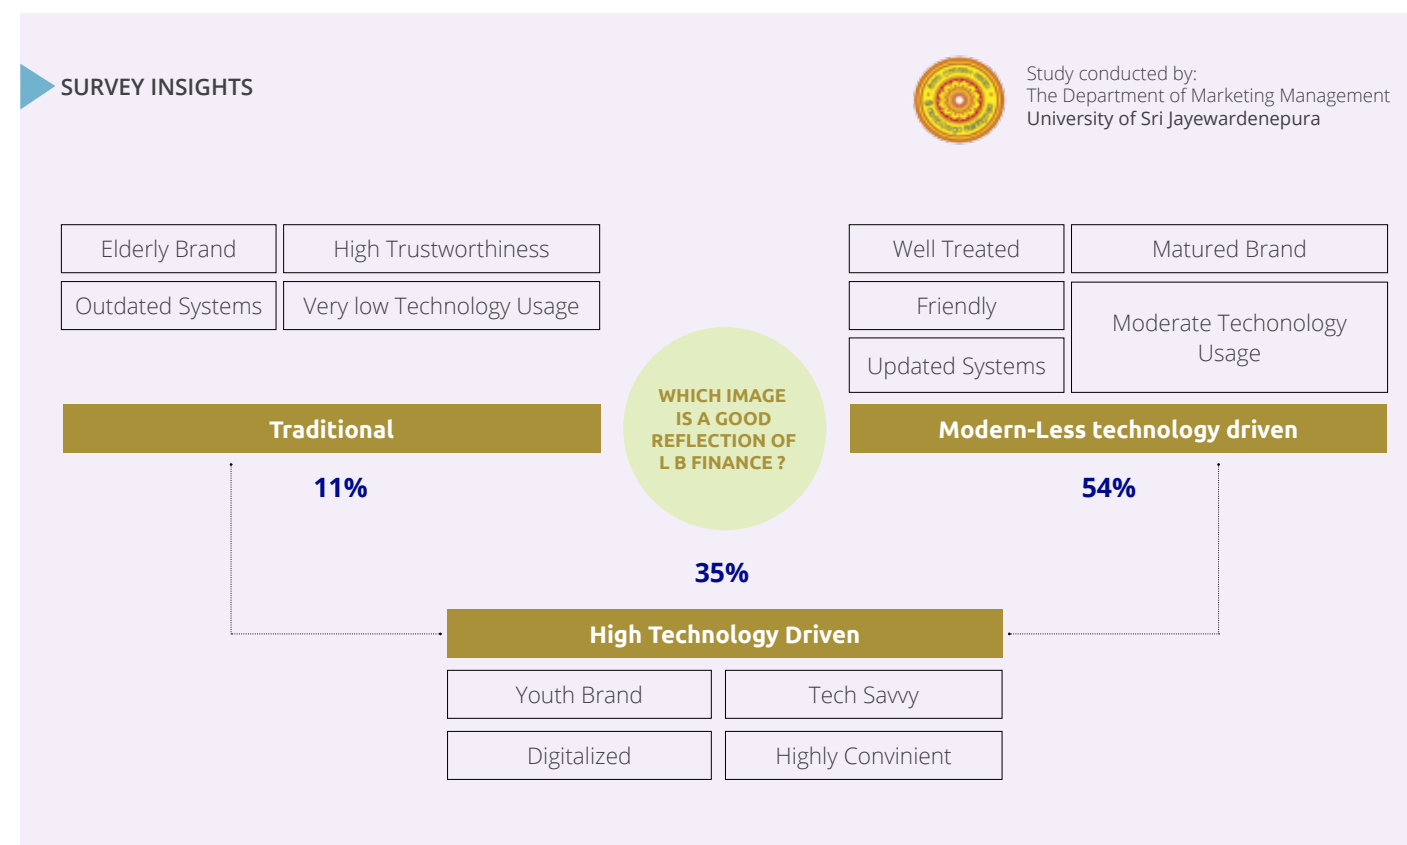 SURVEY INSIGHTS
Study conducted by:
The Department of Marketing Management
University of Sri Jayewardenepura
Elderly Brand
High Trustworthiness
Outdated Systems
Very low Technology Usage
Traditional
11%
WHICH IMAGE
IS A GOOD
REFLECTION OF
L B FINANCE ?
Well Treated
Matured Brand
Friendly
Moderate Techonology
Usage
Updated Systems
Modern-Less technology driven
54%
35%
High Technology Driven
Youth Brand
Tech Savvy
Digitalized
Highly Convinient